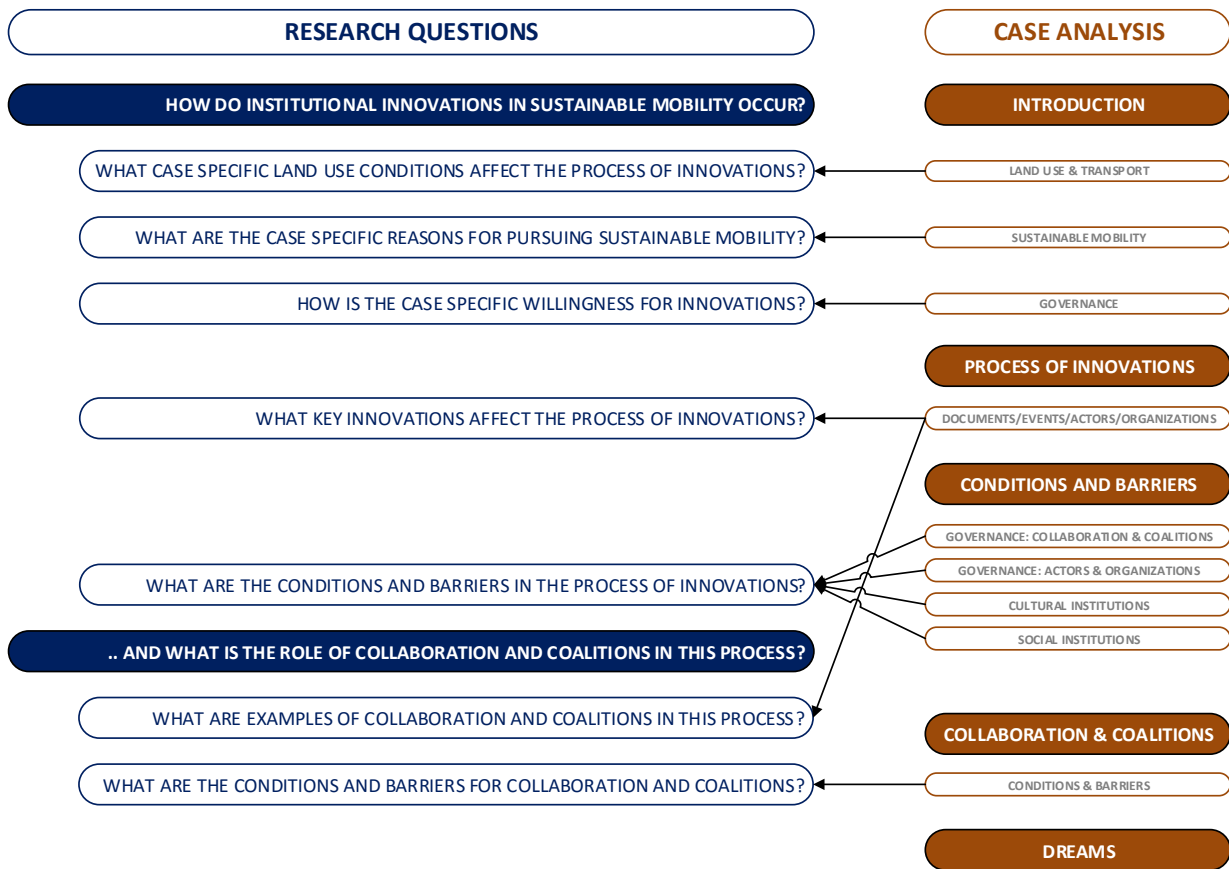 RESEARCH QUESTIONS
CASE ANALYSIS
HOW DO INSTITUTIONAL INNOVATIONS IN SUSTAINABLE MOBILITY OCCUR?
INTRODUCTION
WHAT CASE SPECIFIC LAND USE CONDITIONS AFFECT THE PROCESS OF INNOVATIONS?
LAND USE & TRANSPORT
WHAT ARE THE CASE SPECIFIC REASONS FOR PURSUING SUSTAINABLE MOBILITY?
SUSTAINABLE MOBILITY
HOW IS THE CASE SPECIFIC WILLINGNESS FOR INNOVATIONS?
GOVERNANCE
PROCESS OF INNOVATIONS
WHAT KEY INNOVATIONS AFFECT THE PROCESS OF INNOVATIONS?
DOCUMENTS/EVENTS/ACTORS/ORGANIZATIONS
CONDITIONS AND BARRIERS
GOVERNANCE: COLLABORATION & COALITIONS
GOVERNANCE: ACTORS & ORGANIZATIONS
WHAT ARE THE CONDITIONS AND BARRIERS IN THE PROCESS OF INNOVATIONS?
CULTURAL INSTITUTIONS
SOCIAL INSTITUTIONS
.. AND WHAT IS THE ROLE OF COLLABORATION AND COALITIONS IN THIS PROCESS?
WHAT ARE EXAMPLES OF COLLABORATION AND COALITIONS IN THIS PROCESS?
COLLABORATION & COALITIONS
WHAT ARE THE CONDITIONS AND BARRIERS FOR COLLABORATION AND COALITIONS?
CONDITIONS & BARRIERS
DREAMS